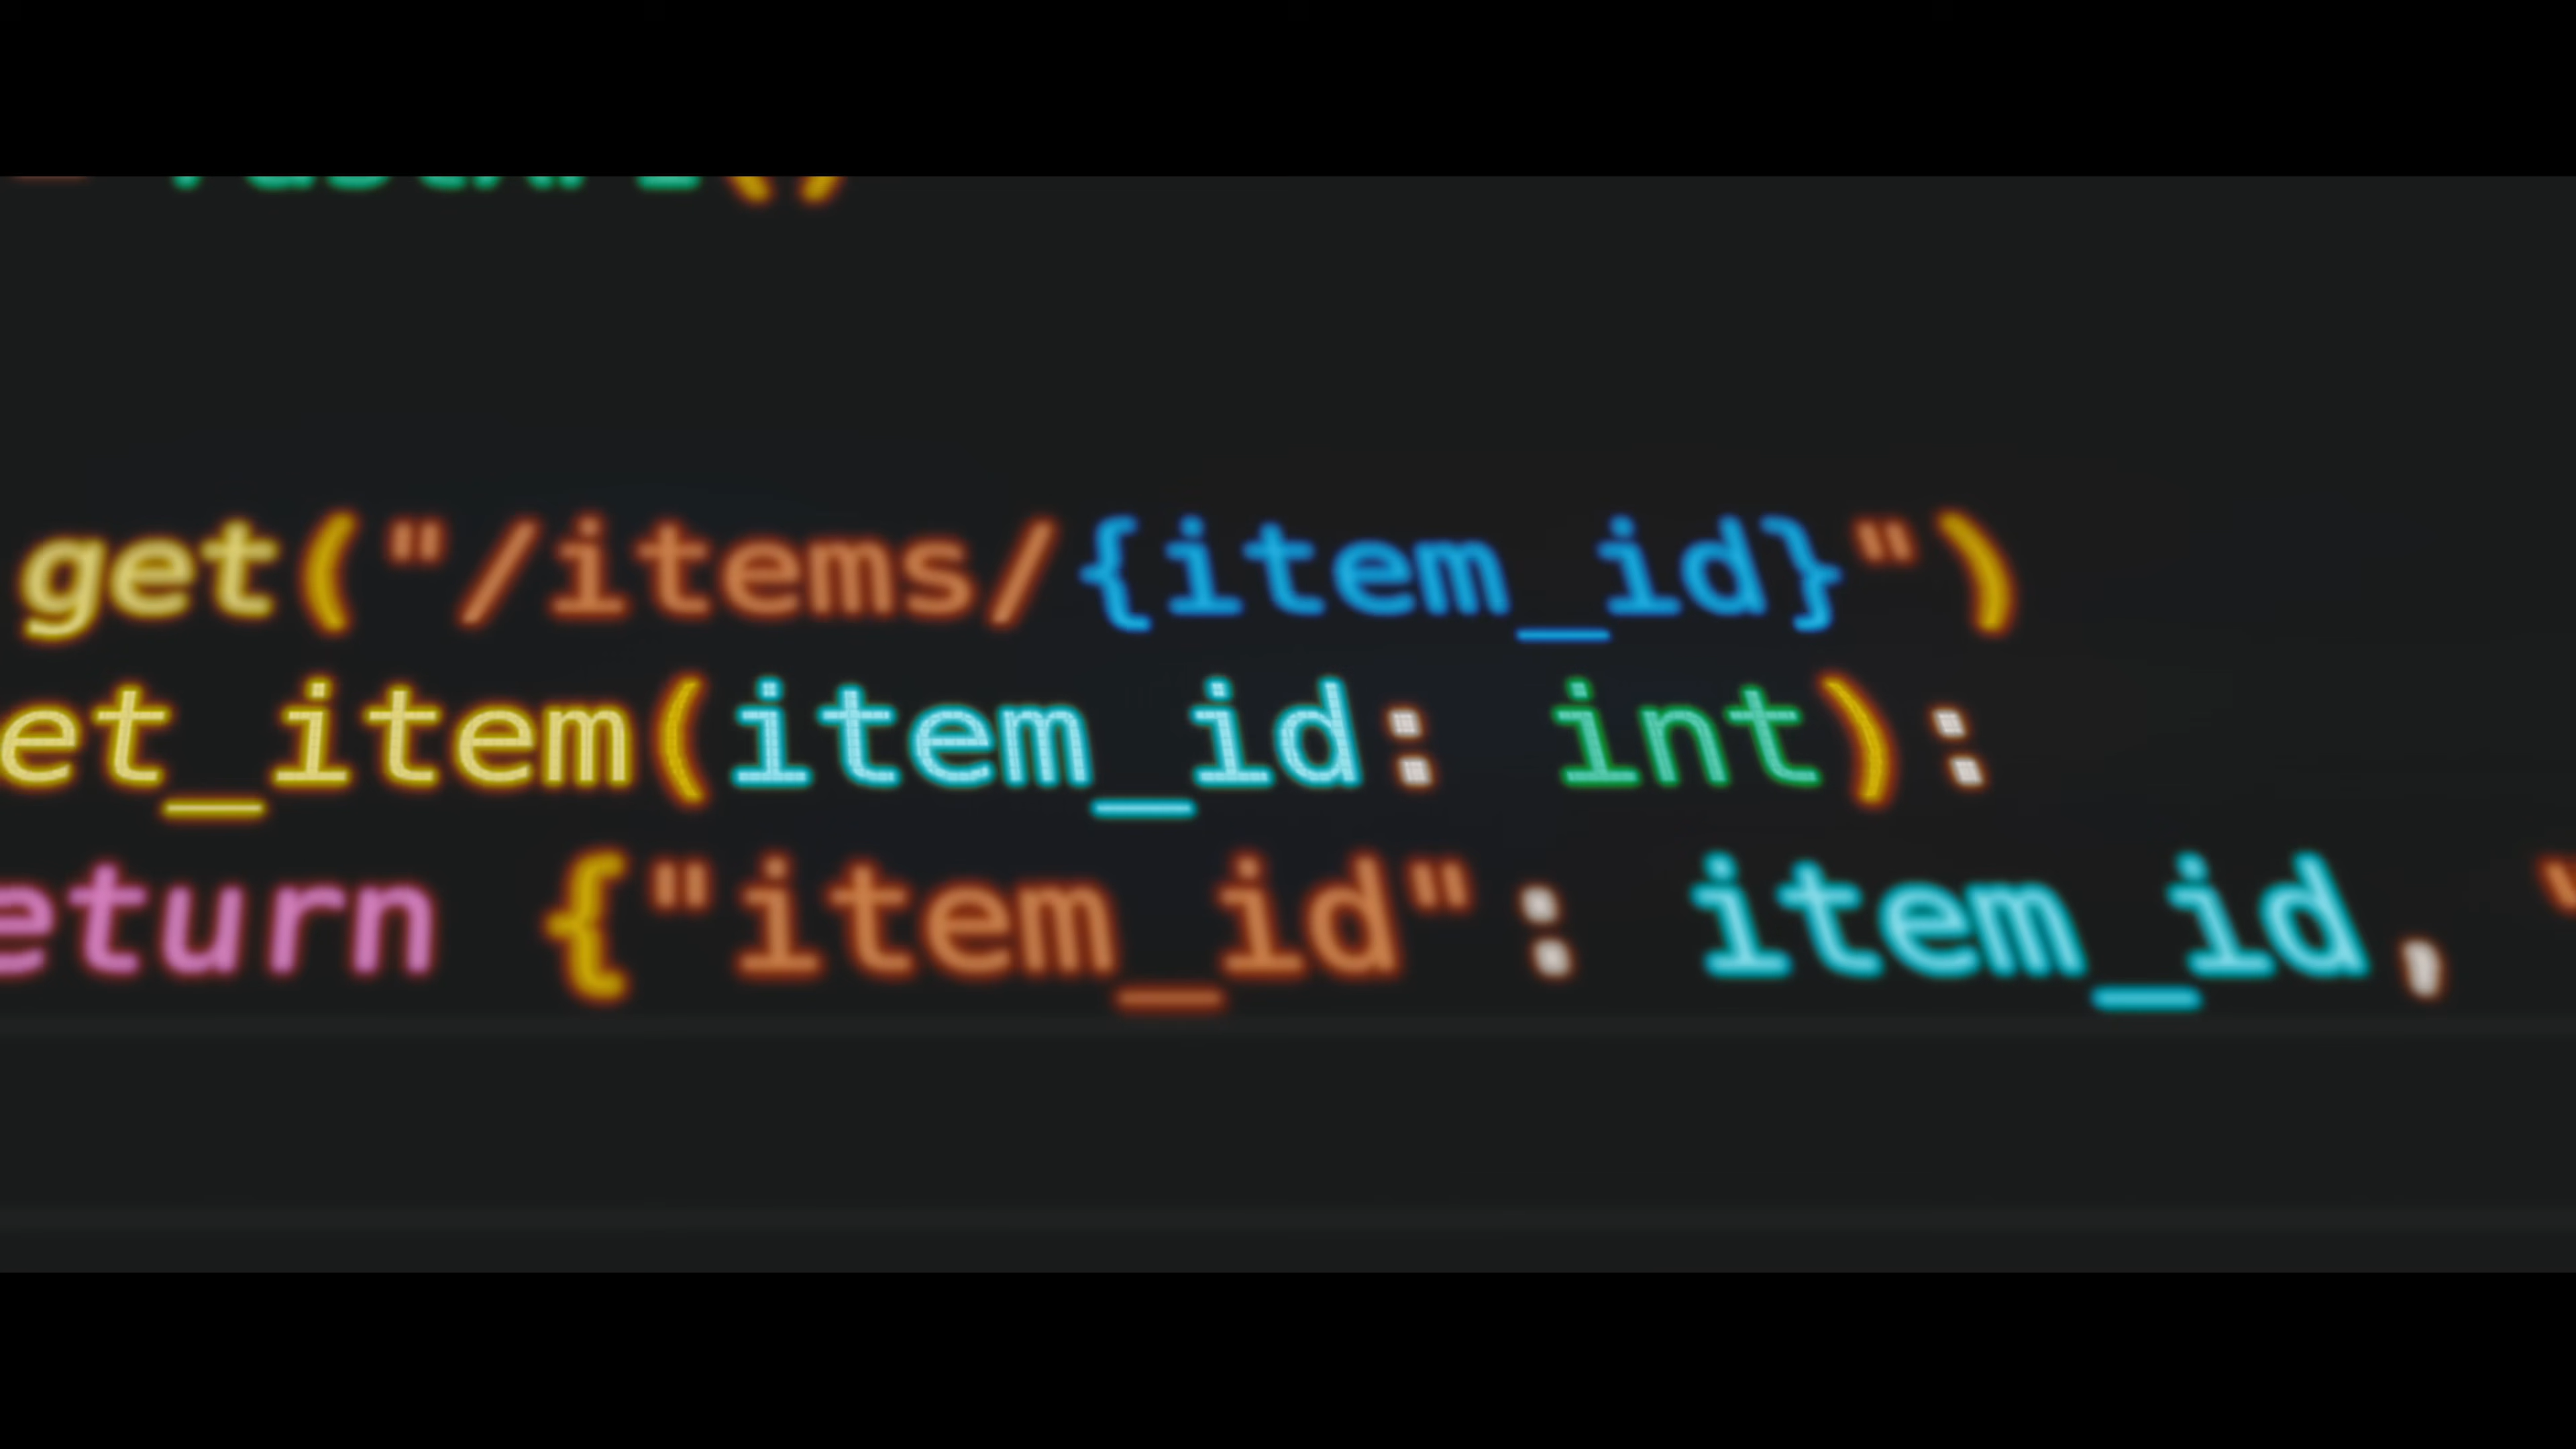 get("/items/{item_id}")
et_item(item_id: int):
eturn {"item_id": item_id, "